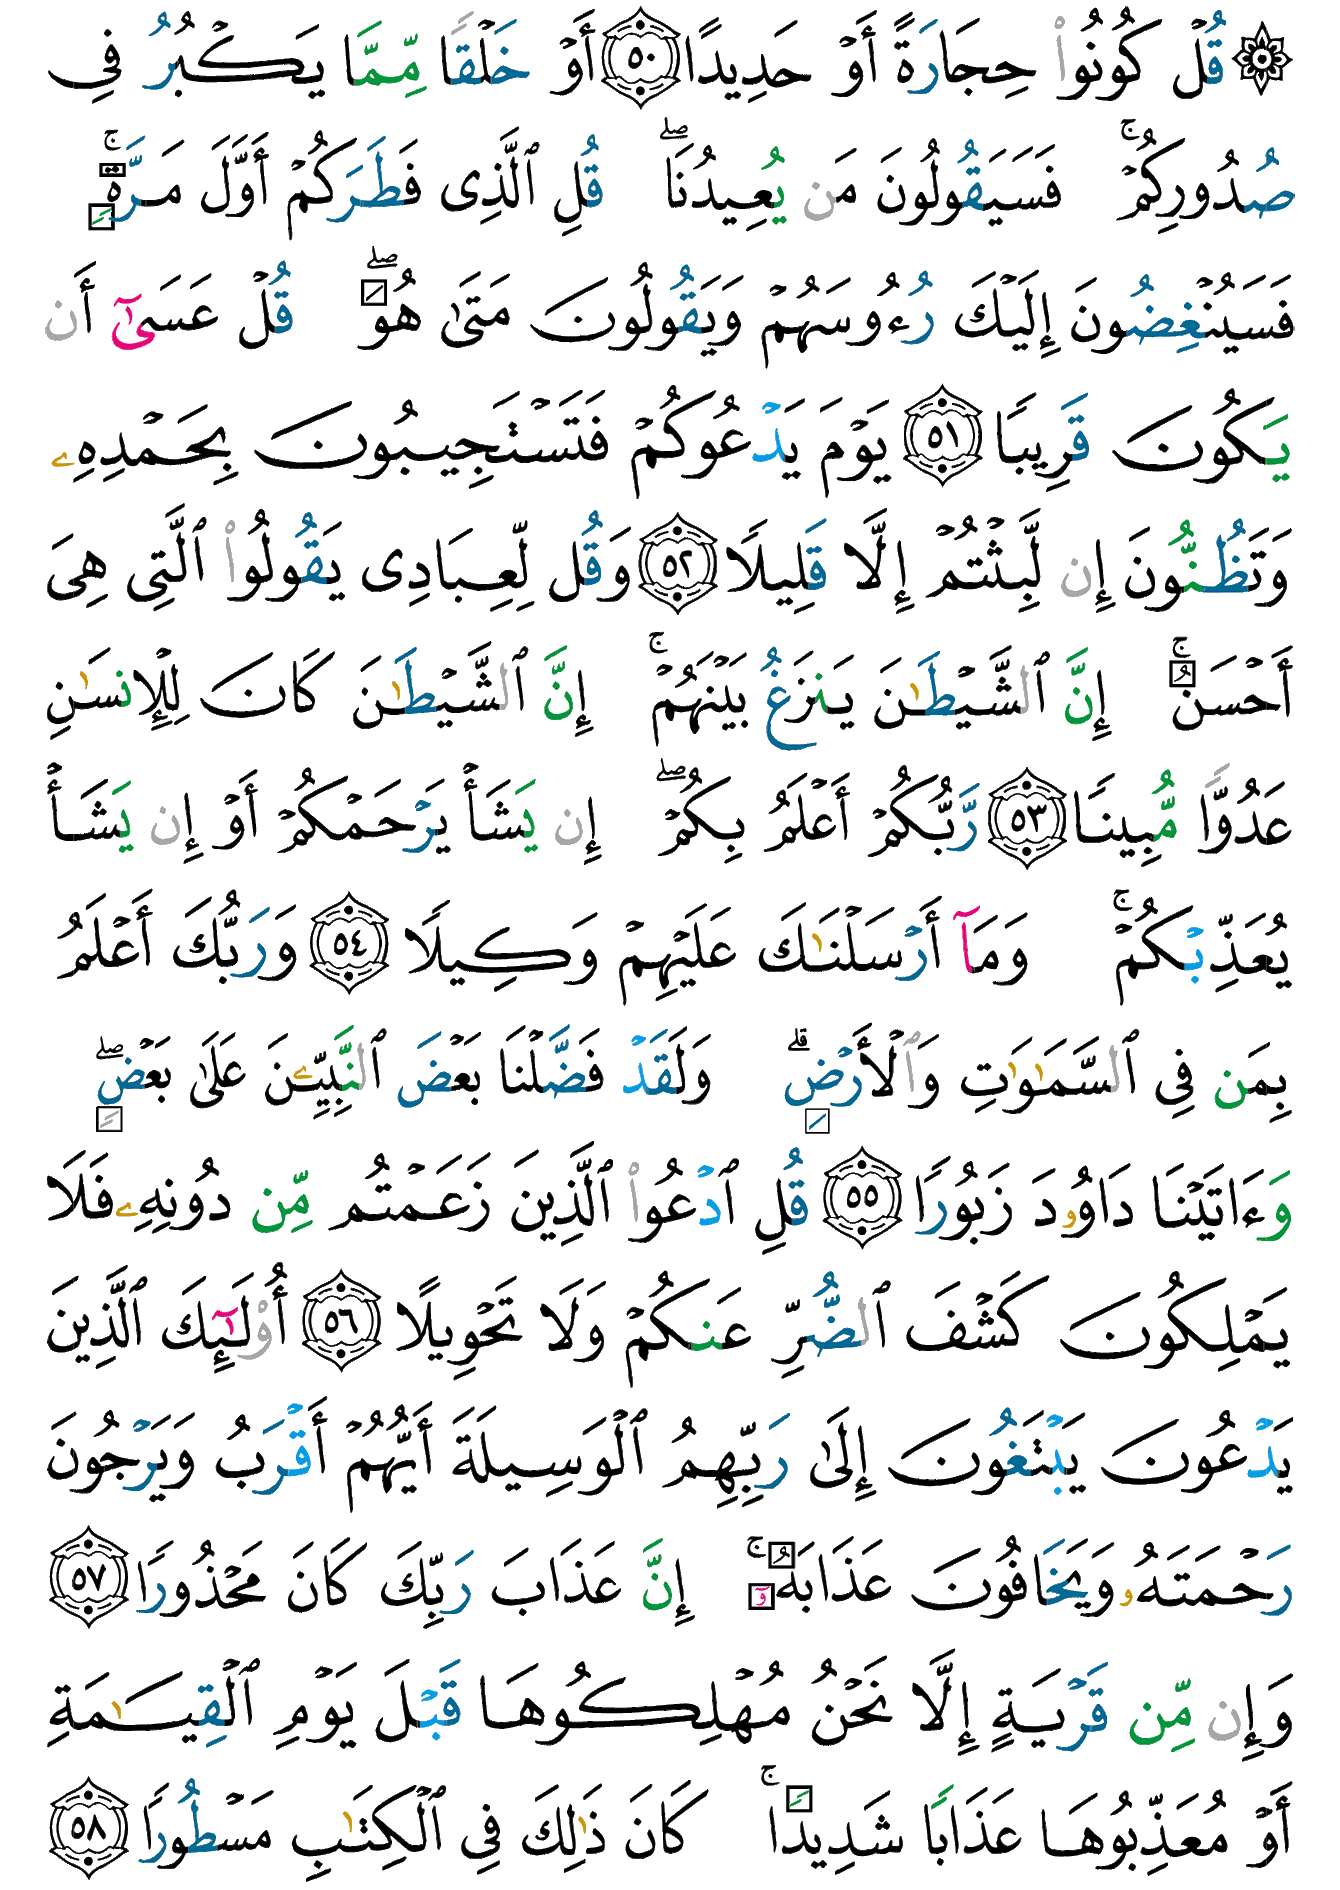 ۞ قُلْ كُونُوا۟ حِجَارَةً أَوْ حَدِيدًا ٥٠ أَوْ خَلْقًا مِّمَّا يَكْبُرُ فِى
صُدُورِكُمْ ۚ فَسَيَقُولُونَ مَن يُعِيدُنَا ۖ قُلِ ٱلَّذِى فَطَرَكُمْ أَوَّلَ مَرَّةٍ ۚ
فَسَيُنْغِضُونَ إِلَيْكَ رُءُوسَهُمْ وَيَقُولُونَ مَتَىٰ هُوَ ۖ قُلْ عَسَىٰٓ أَن
يَكُونَ قَرِيبًا ٥١ يَوْمَ يَدْعُوكُمْ فَتَسْتَجِيبُونَ بِحَمْدِهِۦ
وَتَظُنُّونَ إِن لَّبِثْتُمْ إِلَّا قَلِيلًا ٥٢ وَقُل لِّعِبَادِى يَقُولُوا۟ ٱلَّتِى هِىَ
أَحْسَنُ ۚ إِنَّ ٱلشَّيْطَـٰنَ يَنزَغُ بَيْنَهُمْ ۚ إِنَّ ٱلشَّيْطَـٰنَ كَانَ لِلْإِنسَـٰنِ
عَدُوًّا مُّبِينًا ٥٣ رَّبُّكُمْ أَعْلَمُ بِكُمْ ۖ إِن يَشَأْ يَرْحَمْكُمْ أَوْ إِن يَشَأْ
يُعَذِّبْكُمْ ۚ وَمَآ أَرْسَلْنَـٰكَ عَلَيْهِمْ وَكِيلًا ٥٤ وَرَبُّكَ أَعْلَمُ
بِمَن فِى ٱلسَّمَـٰوَٰتِ وَٱلْأَرْضِ ۗ وَلَقَدْ فَضَّلْنَا بَعْضَ ٱلنَّبِيِّـۧنَ عَلَىٰ بَعْضٍ ۖ
وَءَاتَيْنَا دَاوُۥدَ زَبُورًا ٥٥ قُلِ ٱدْعُوا۟ ٱلَّذِينَ زَعَمْتُم مِّن دُونِهِۦ فَلَا
يَمْلِكُونَ كَشْفَ ٱلضُّرِّ عَنكُمْ وَلَا تَحْوِيلًا ٥٦ أُو۟لَـٰٓئِكَ ٱلَّذِينَ
يَدْعُونَ يَبْتَغُونَ إِلَىٰ رَبِّهِمُ ٱلْوَسِيلَةَ أَيُّهُمْ أَقْرَبُ وَيَرْجُونَ
رَحْمَتَهُۥ وَيَخَافُونَ عَذَابَهُۥٓ ۚ إِنَّ عَذَابَ رَبِّكَ كَانَ مَحْذُورًا ٥٧
وَإِن مِّن قَرْيَةٍ إِلَّا نَحْنُ مُهْلِكُوهَا قَبْلَ يَوْمِ ٱلْقِيَـٰمَةِ
أَوْ مُعَذِّبُوهَا عَذَابًا شَدِيدًا ۚ كَانَ ذَٰلِكَ فِى ٱلْكِتَـٰبِ مَسْطُورًا ٥٨